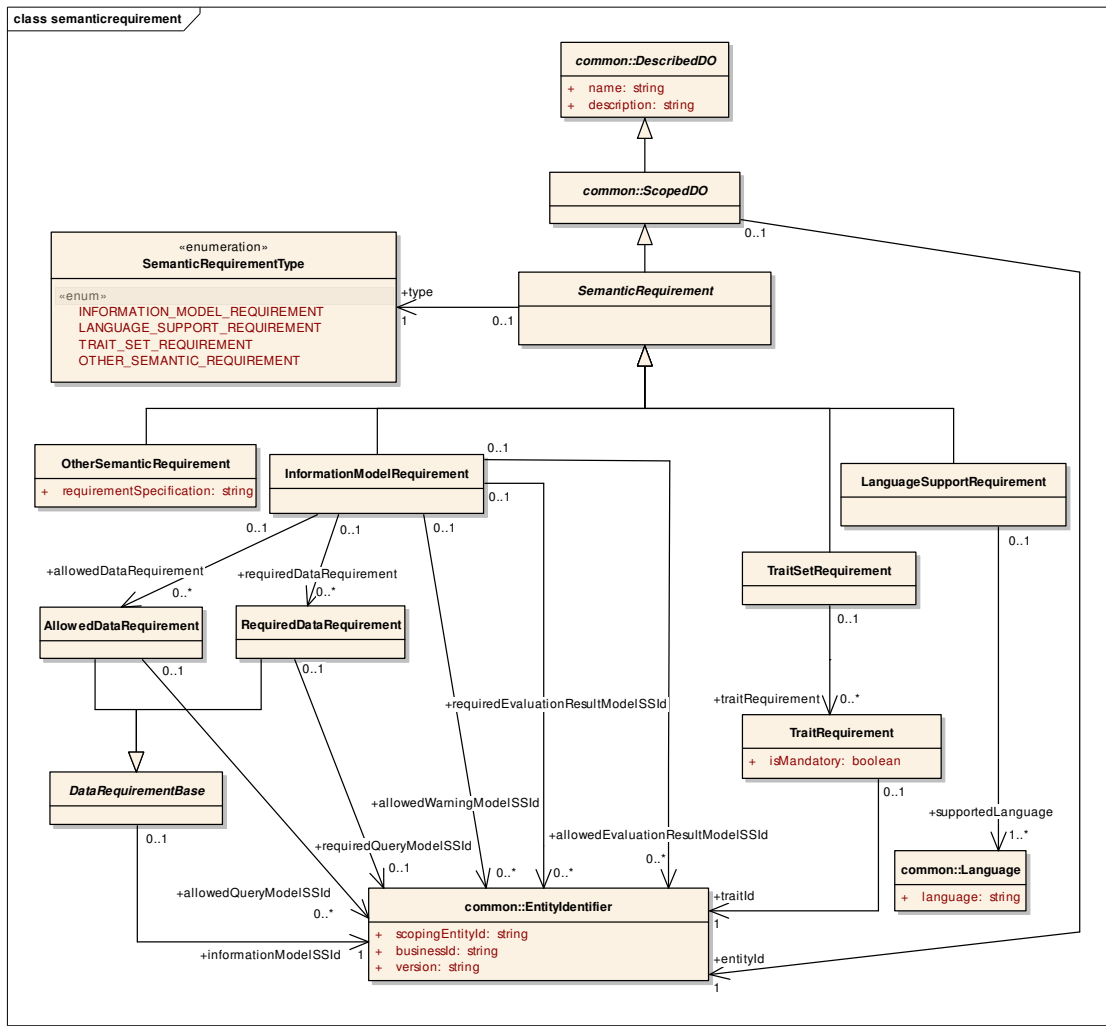 class semanticrequirement
common::DescribedDO
+ name: string
+ description: string
common::ScopedDO
0..1
«enumeration»
SemanticRequirementType
«enum»
INFORMATION_MODEL_REQUIREMENT
LANGUAGE_SUPPORT_REQUIREMENT
TRAIT_SET_REQUIREMENT
OTHER_SEMANTIC_REQUIREMENT
+type
1
0..1
SemanticRequirement
OtherSemanticRequirement
+ requirementSpecification: string
InformationModelRequirement
0..1
0..1
0..1
0..1
0..1
LanguageSupportRequirement
0..1
+allowedDataRequirement
0..*
+requiredDataRequirement
0..*
TraitSetRequirement
0..1
AllowedDataRequirement
0..1
RequiredDataRequirement
0..1
+requiredEvaluationResultModelSSId
+traitRequirement
0..*
TraitRequirement
+ isMandatory: boolean
0..1
DataRequirementBase
0..1
+allowedWarningModelSSId
+supportedLanguage
1..*
+requiredQueryModelSSId
0..1
+allowedEvaluationResultModelSSId
0..*
0..*
0..*
common::Language
+ language: string
+allowedQueryModelSSId
0..*
common::EntityIdentifier
+ scopingEntityId: string
+ businessId: string
+ version: string
+traitId
1
+informationModelSSId
1
+entityId
1